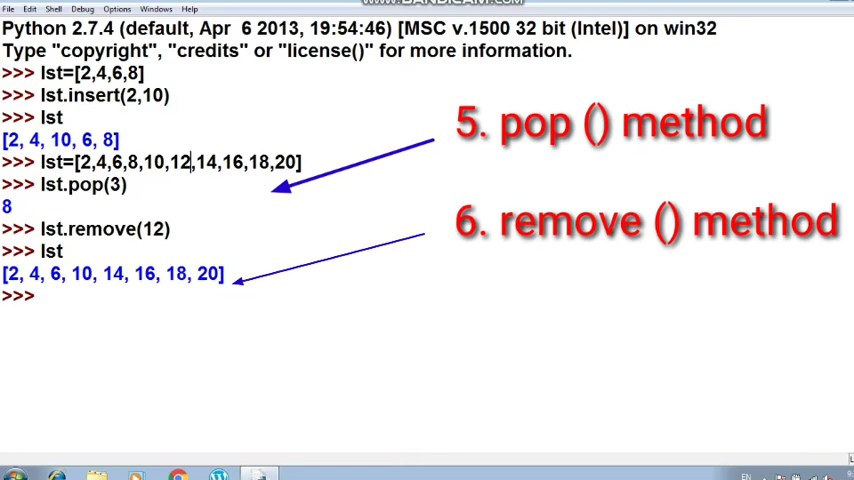 WWW.BANDICAM.COM
File Edit Shell Debug Options Windows Help
Python 2.7.4 (default, Apr  6 2013, 19:54:46) [MSC v.1500 32 bit (Intel)] on win32
Type "copyright", "credits" or "license()" for more information.
>>> lst=[2,4,6,8]
>>> lst.insert(2,10)
>>> lst
[2, 4, 10, 6, 8]
>>> lst=[2,4,6,8,10,12,14,16,18,20]
>>> lst.pop(3)
8
>>> lst.remove(12)
>>> lst
[2, 4, 6, 10, 14, 16, 18, 20]
>>>
5. pop () method
6. remove () method
EN